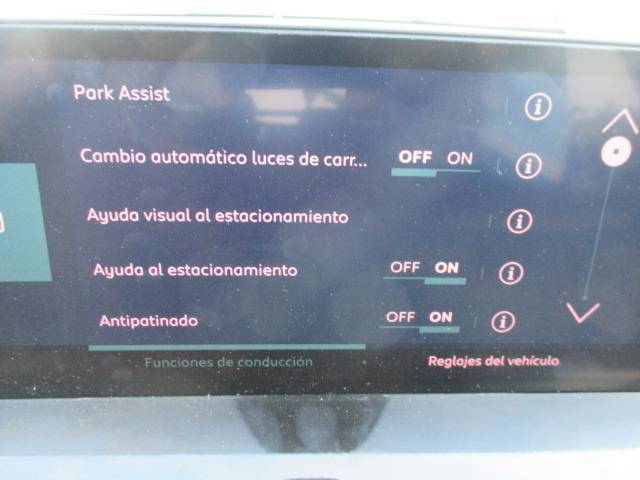 Park Assist
Cambio automático luces de carr... OFF ON
Ayuda visual al estacionamiento
Ayuda al estacionamiento OFF ON
Antipatinado OFF ON
Funciones de conducción Reglajes del vehículo